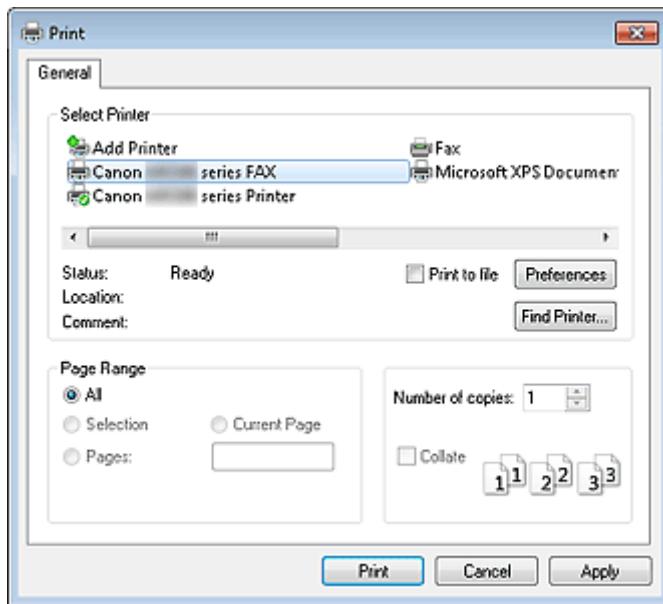 Print
General
Select Printer
Add Printer
Fax
Canon series FAX
Microsoft XPS Documen
Canon series Printer
Status: Ready
Print to file
Preferences
Location:
Comment:
Find Printer...
Page Range
All
Number of copies: 1
Selection
Current Page
Pages:
Collate
1 1 2 2 3 3
Print
Cancel
Apply